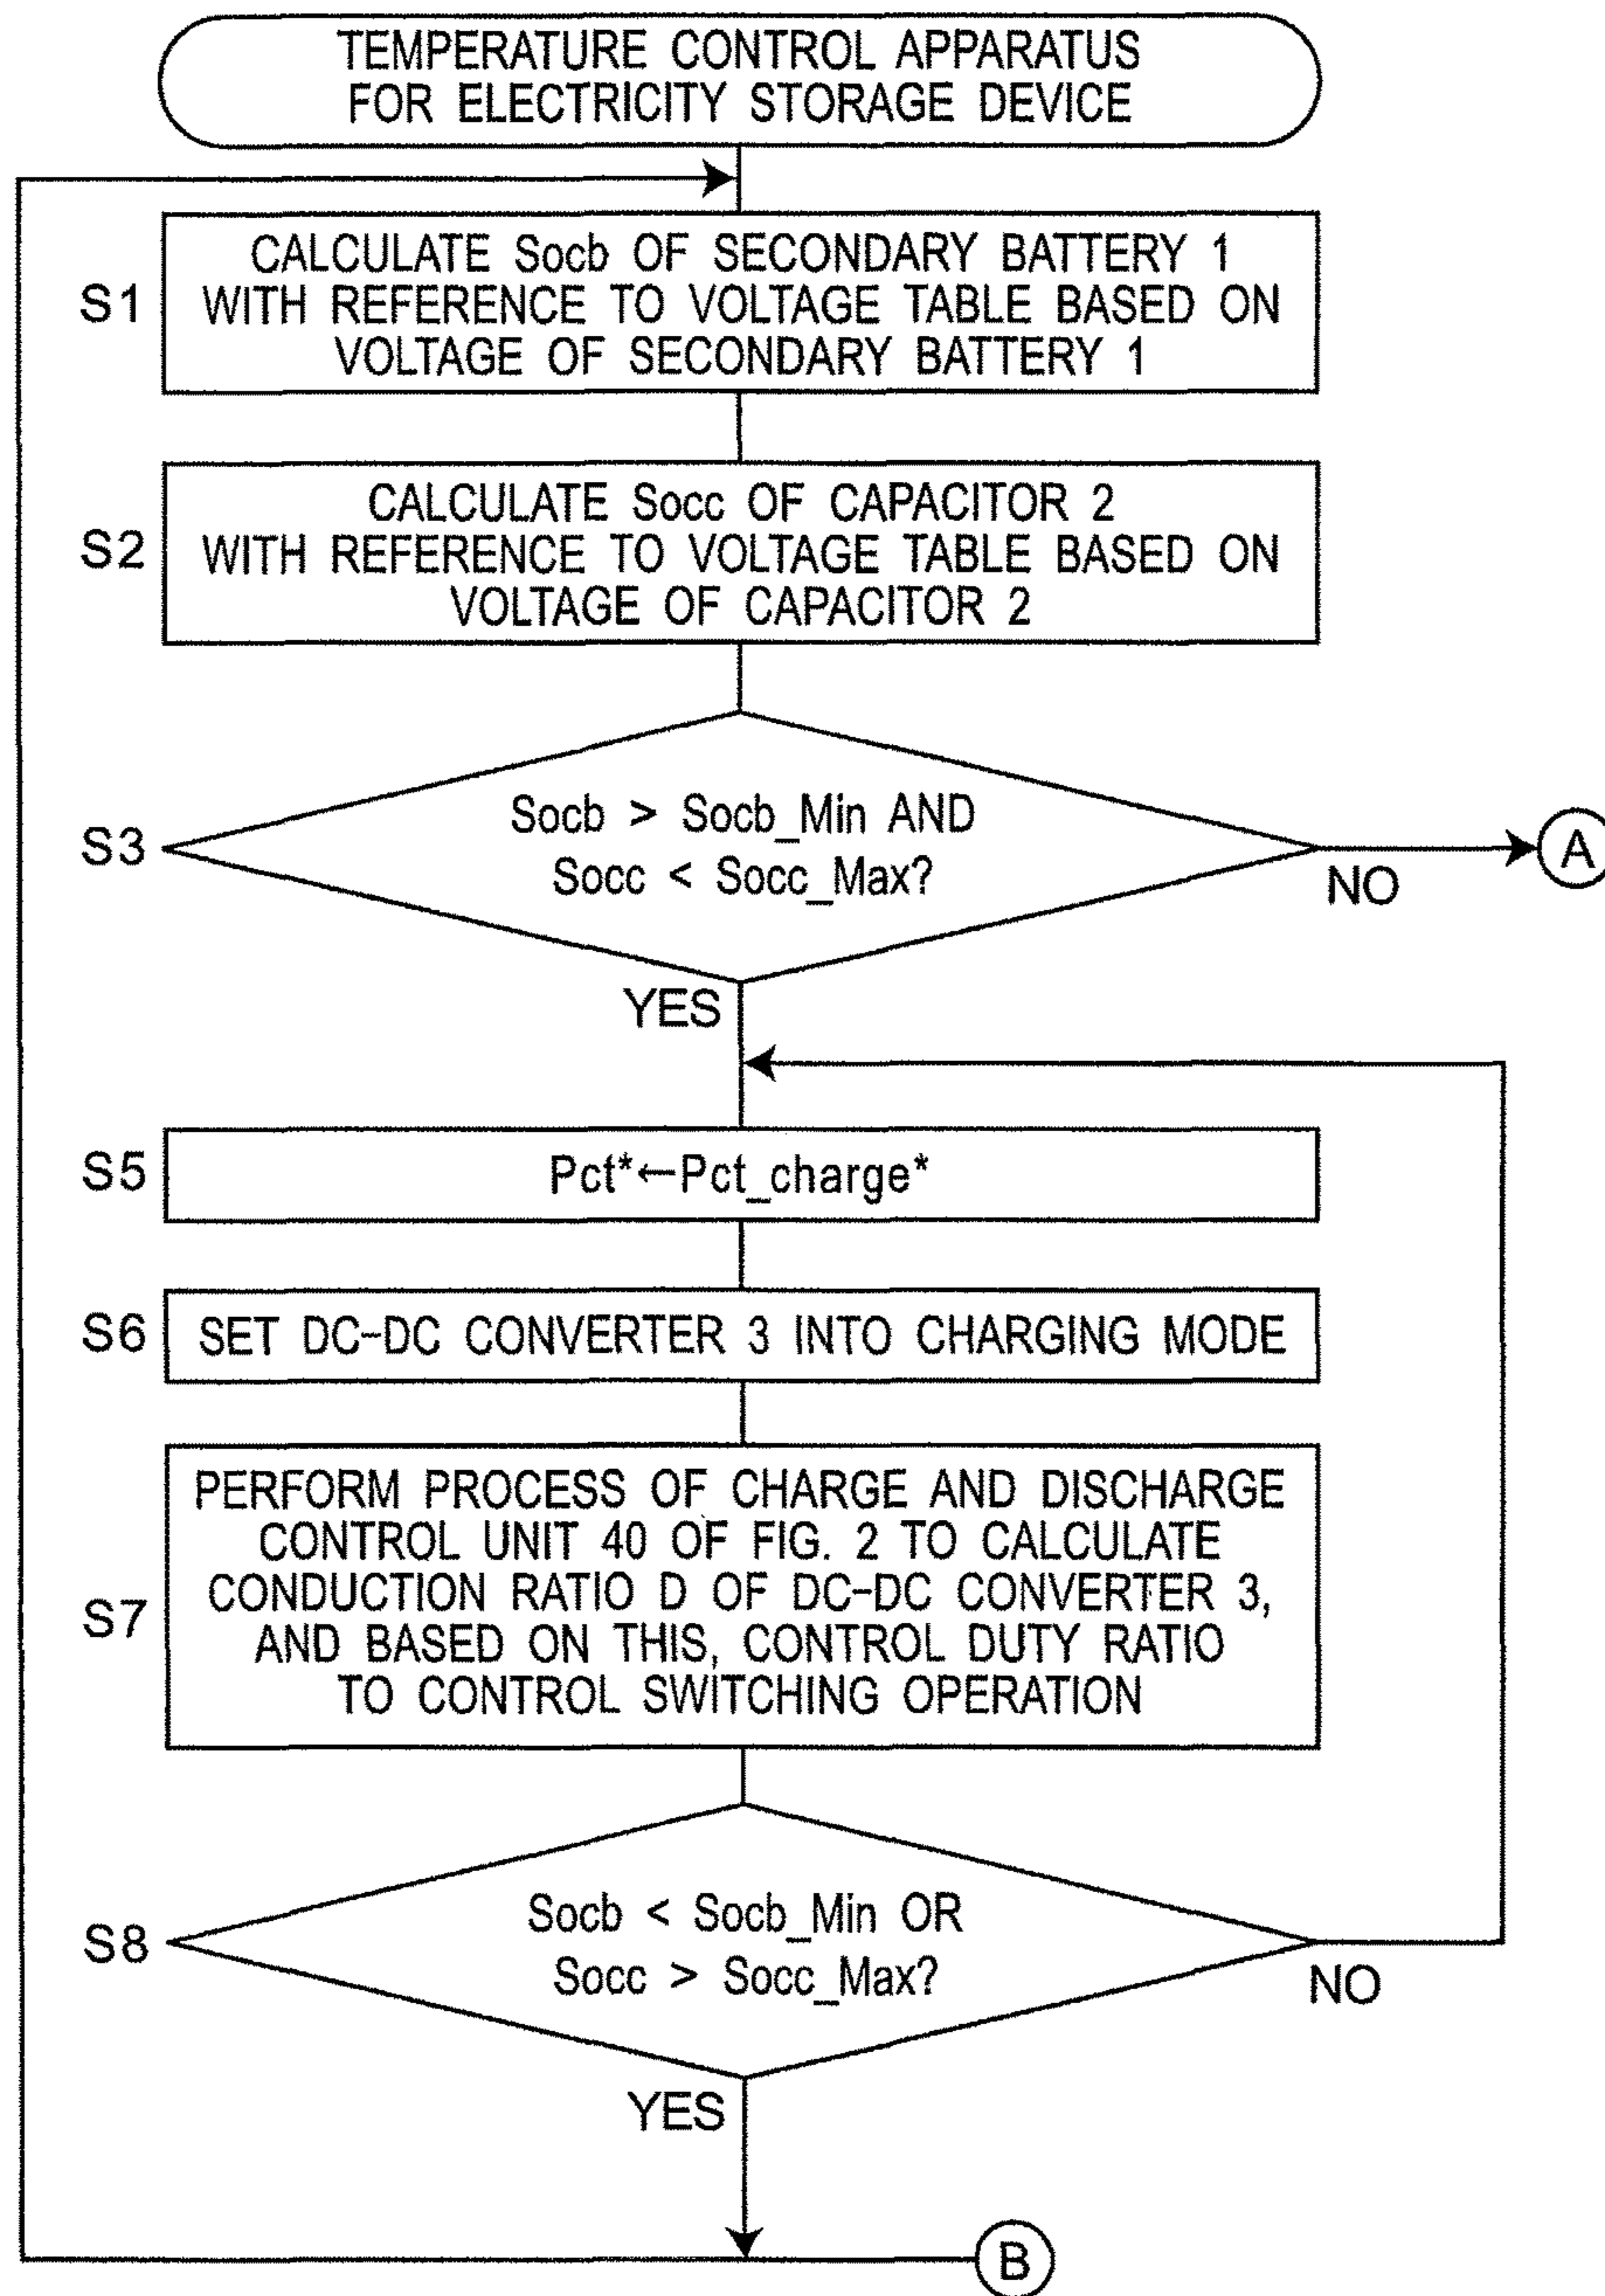 TEMPERATURE CONTROL APPARATUS
FOR ELECTRICITY STORAGE DEVICE
S1
CALCULATE Socb OF SECONDARY BATTERY 1
WITH REFERENCE TO VOLTAGE TABLE BASED ON
VOLTAGE OF SECONDARY BATTERY 1
S2
CALCULATE Socc OF CAPACITOR 2
WITH REFERENCE TO VOLTAGE TABLE BASED ON
VOLTAGE OF CAPACITOR 2
S3
Socb > Socb_Min AND
Socc < Socc_Max?
NO
A
YES
S5
Pct*←Pct_charge*
S6
SET DC-DC CONVERTER 3 INTO CHARGING MODE
S7
PERFORM PROCESS OF CHARGE AND DISCHARGE
CONTROL UNIT 40 OF FIG. 2 TO CALCULATE
CONDUCTION RATIO D OF DC-DC CONVERTER 3,
AND BASED ON THIS, CONTROL DUTY RATIO
TO CONTROL SWITCHING OPERATION
S8
Socb < Socb_Min OR
Socc > Socc_Max?
NO
YES
B